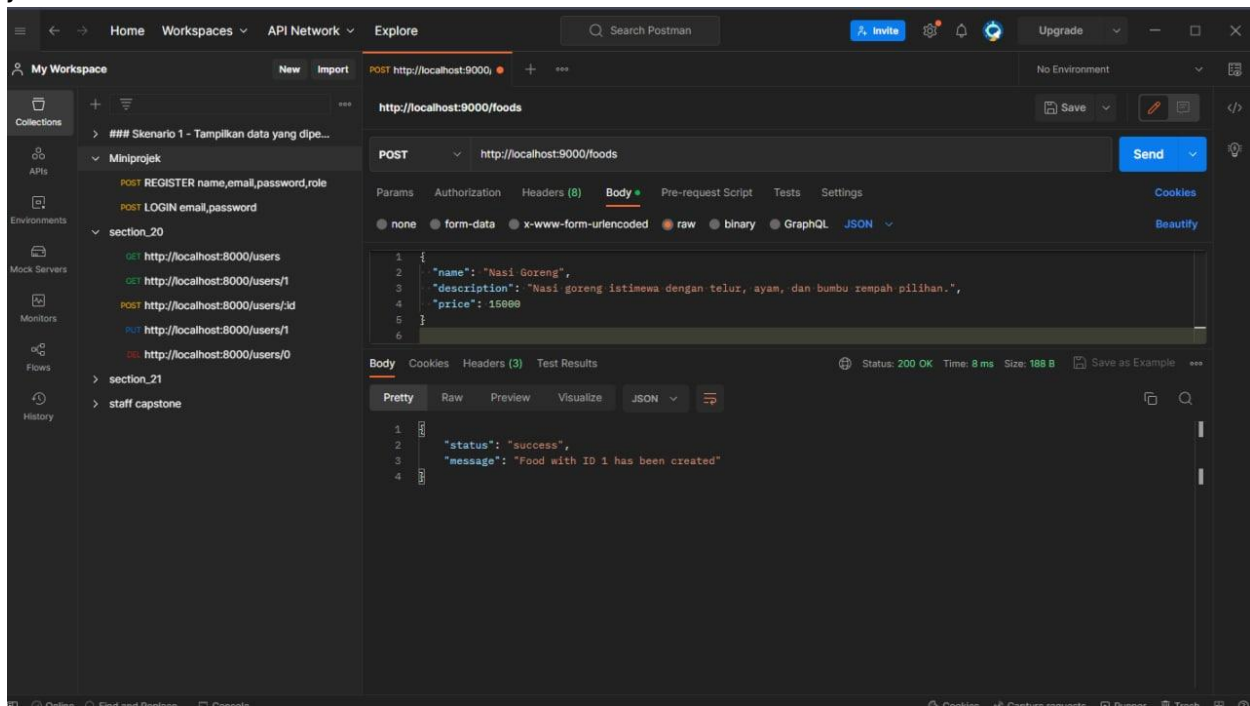 Home Workspaces API Network Explore Search Postman Invite Upgrade
My Workspace New Import POST http://localhost:9000/ No Environment
Collections
APIs
Environments
Mock Servers
Monitors
Flows
History
### Skenario 1 - Tampilkan data yang dipe...
Miniprojek
POST REGISTER name,email,password,role
POST LOGIN email,password
section_20
GET http://localhost:8000/users
GET http://localhost:8000/users/1
POST http://localhost:8000/users/:id
PUT http://localhost:8000/users/1
DEL http://localhost:8000/users/0
section_21
staff capstone
http://localhost:9000/foods Save
POST http://localhost:9000/foods Send
Params Authorization Headers (8) Body Pre-request Script Tests Settings Cookies
none form-data x-www-form-urlencoded raw binary GraphQL JSON Beautify
1 {
2 "name": "Nasi Goreng",
3 "description": "Nasi goreng istimewa dengan telur, ayam, dan bumbu rempah pilihan.",
4 "price": 15000
5 }
6
Body Cookies Headers (3) Test Results Status: 200 OK Time: 8 ms Size: 188 B Save as Example
Pretty Raw Preview Visualize JSON
1 {
2 "status": "success",
3 "message": "Food with ID 1 has been created"
4 }
Online Find and Replace Console Cookies Capture requests Runner Trash